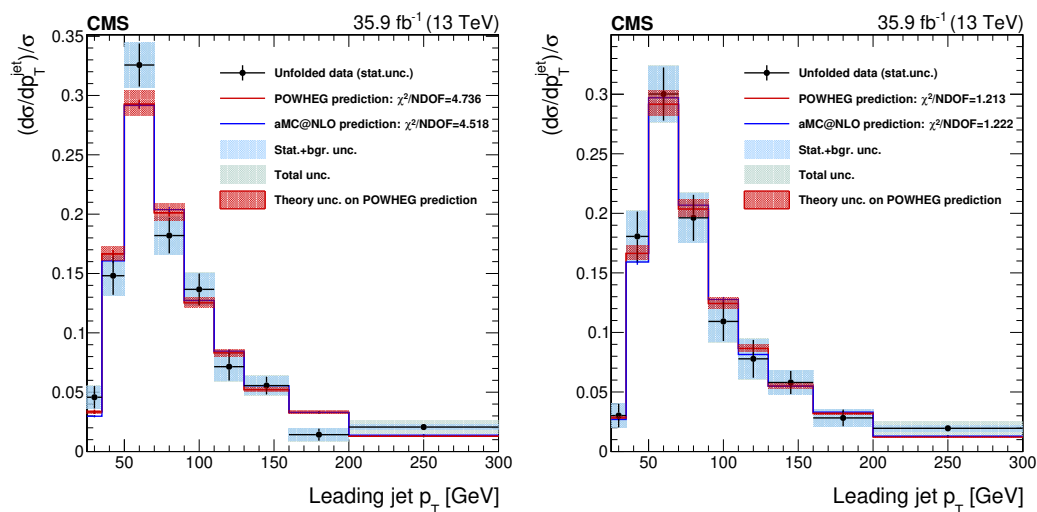 CMS 35.9 fb⁻¹ (13 TeV)
(dσ/dp_T^jet)/σ
0.35
0.3
0.25
0.2
0.15
0.1
0.05
0
Unfolded data (stat.unc.)
POWHEG prediction: χ²/NDOF=4.736
aMC@NLO prediction: χ²/NDOF=4.518
Stat.+bgr. unc.
Total unc.
Theory unc. on POWHEG prediction
50 100 150 200 250 300
Leading jet p_T [GeV]
CMS 35.9 fb⁻¹ (13 TeV)
(dσ/dp_T^jet)/σ
0.3
0.25
0.2
0.15
0.1
0.05
0
Unfolded data (stat.unc.)
POWHEG prediction: χ²/NDOF=1.213
aMC@NLO prediction: χ²/NDOF=1.222
Stat.+bgr. unc.
Total unc.
Theory unc. on POWHEG prediction
50 100 150 200 250 300
Leading jet p_T [GeV]